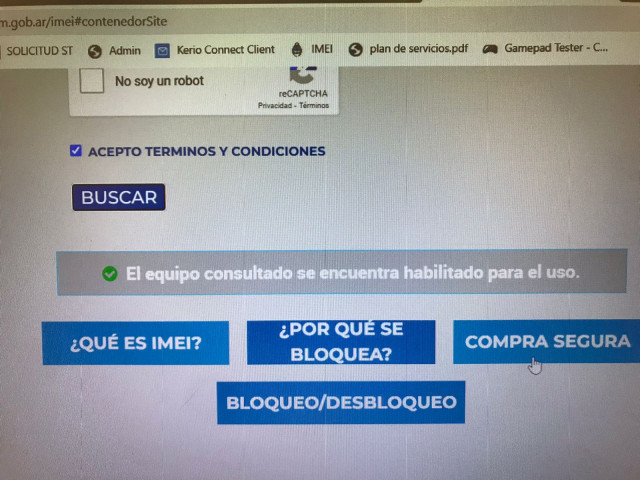 m.gob.ar/imei#contenedorSite
SOLICITUD ST Admin Kerio Connect Client IMEI plan de servicios.pdf Gamepad Tester - C...
No soy un robot
reCAPTCHA
Privacidad - Términos
ACEPTO TERMINOS Y CONDICIONES
BUSCAR
El equipo consultado se encuentra habilitado para el uso.
¿QUÉ ES IMEI?
¿POR QUÉ SE
BLOQUEA?
COMPRA SEGURA
BLOQUEO/DESBLOQUEO